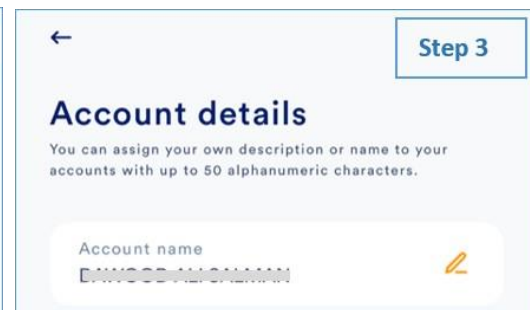 Step 3
Account details
You can assign your own description or name to your
accounts with up to 50 alphanumeric characters.
Account name